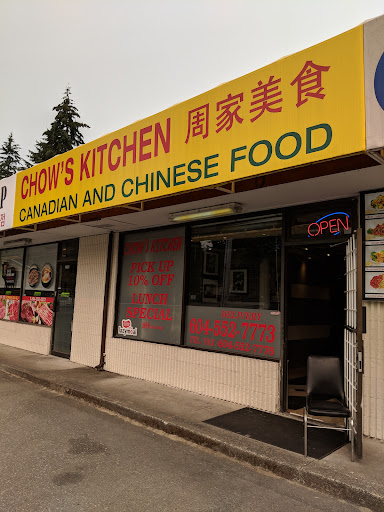 CHOW'S KITCHEN 周家美食
CANADIAN AND CHINESE FOOD
P
OPEN
CHOW'S KITCHEN
PICK UP
10% OFF
LUNCH
SPECIAL
604-552-7773